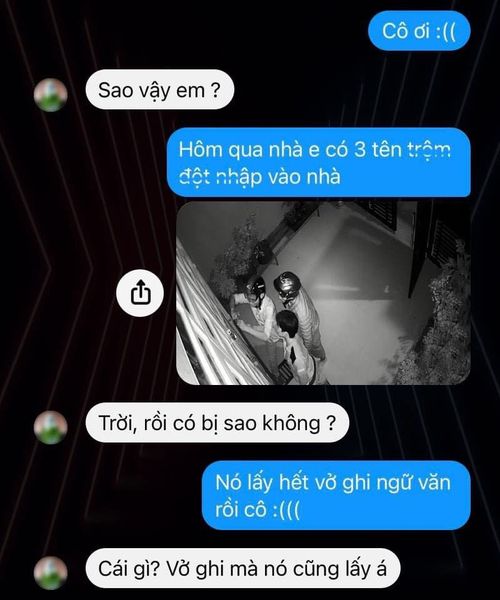 Cô ơi :((
Sao vậy em ?
Hôm qua nhà e có 3 tên trộm
đột nhập vào nhà
Trời, rồi có bị sao không ?
Nó lấy hết vở ghi ngữ văn
rồi cô :(((
Cái gì? Vở ghi mà nó cũng lấy á